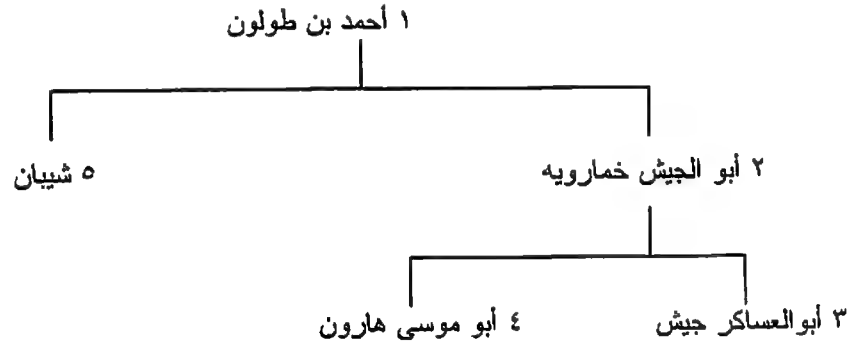 ١ أحمد بن طولون
٢ أبو الجيش خمارويه
٥ شيبان
٣ أبوالعساكر جيش
٤ أبو موسى هارون